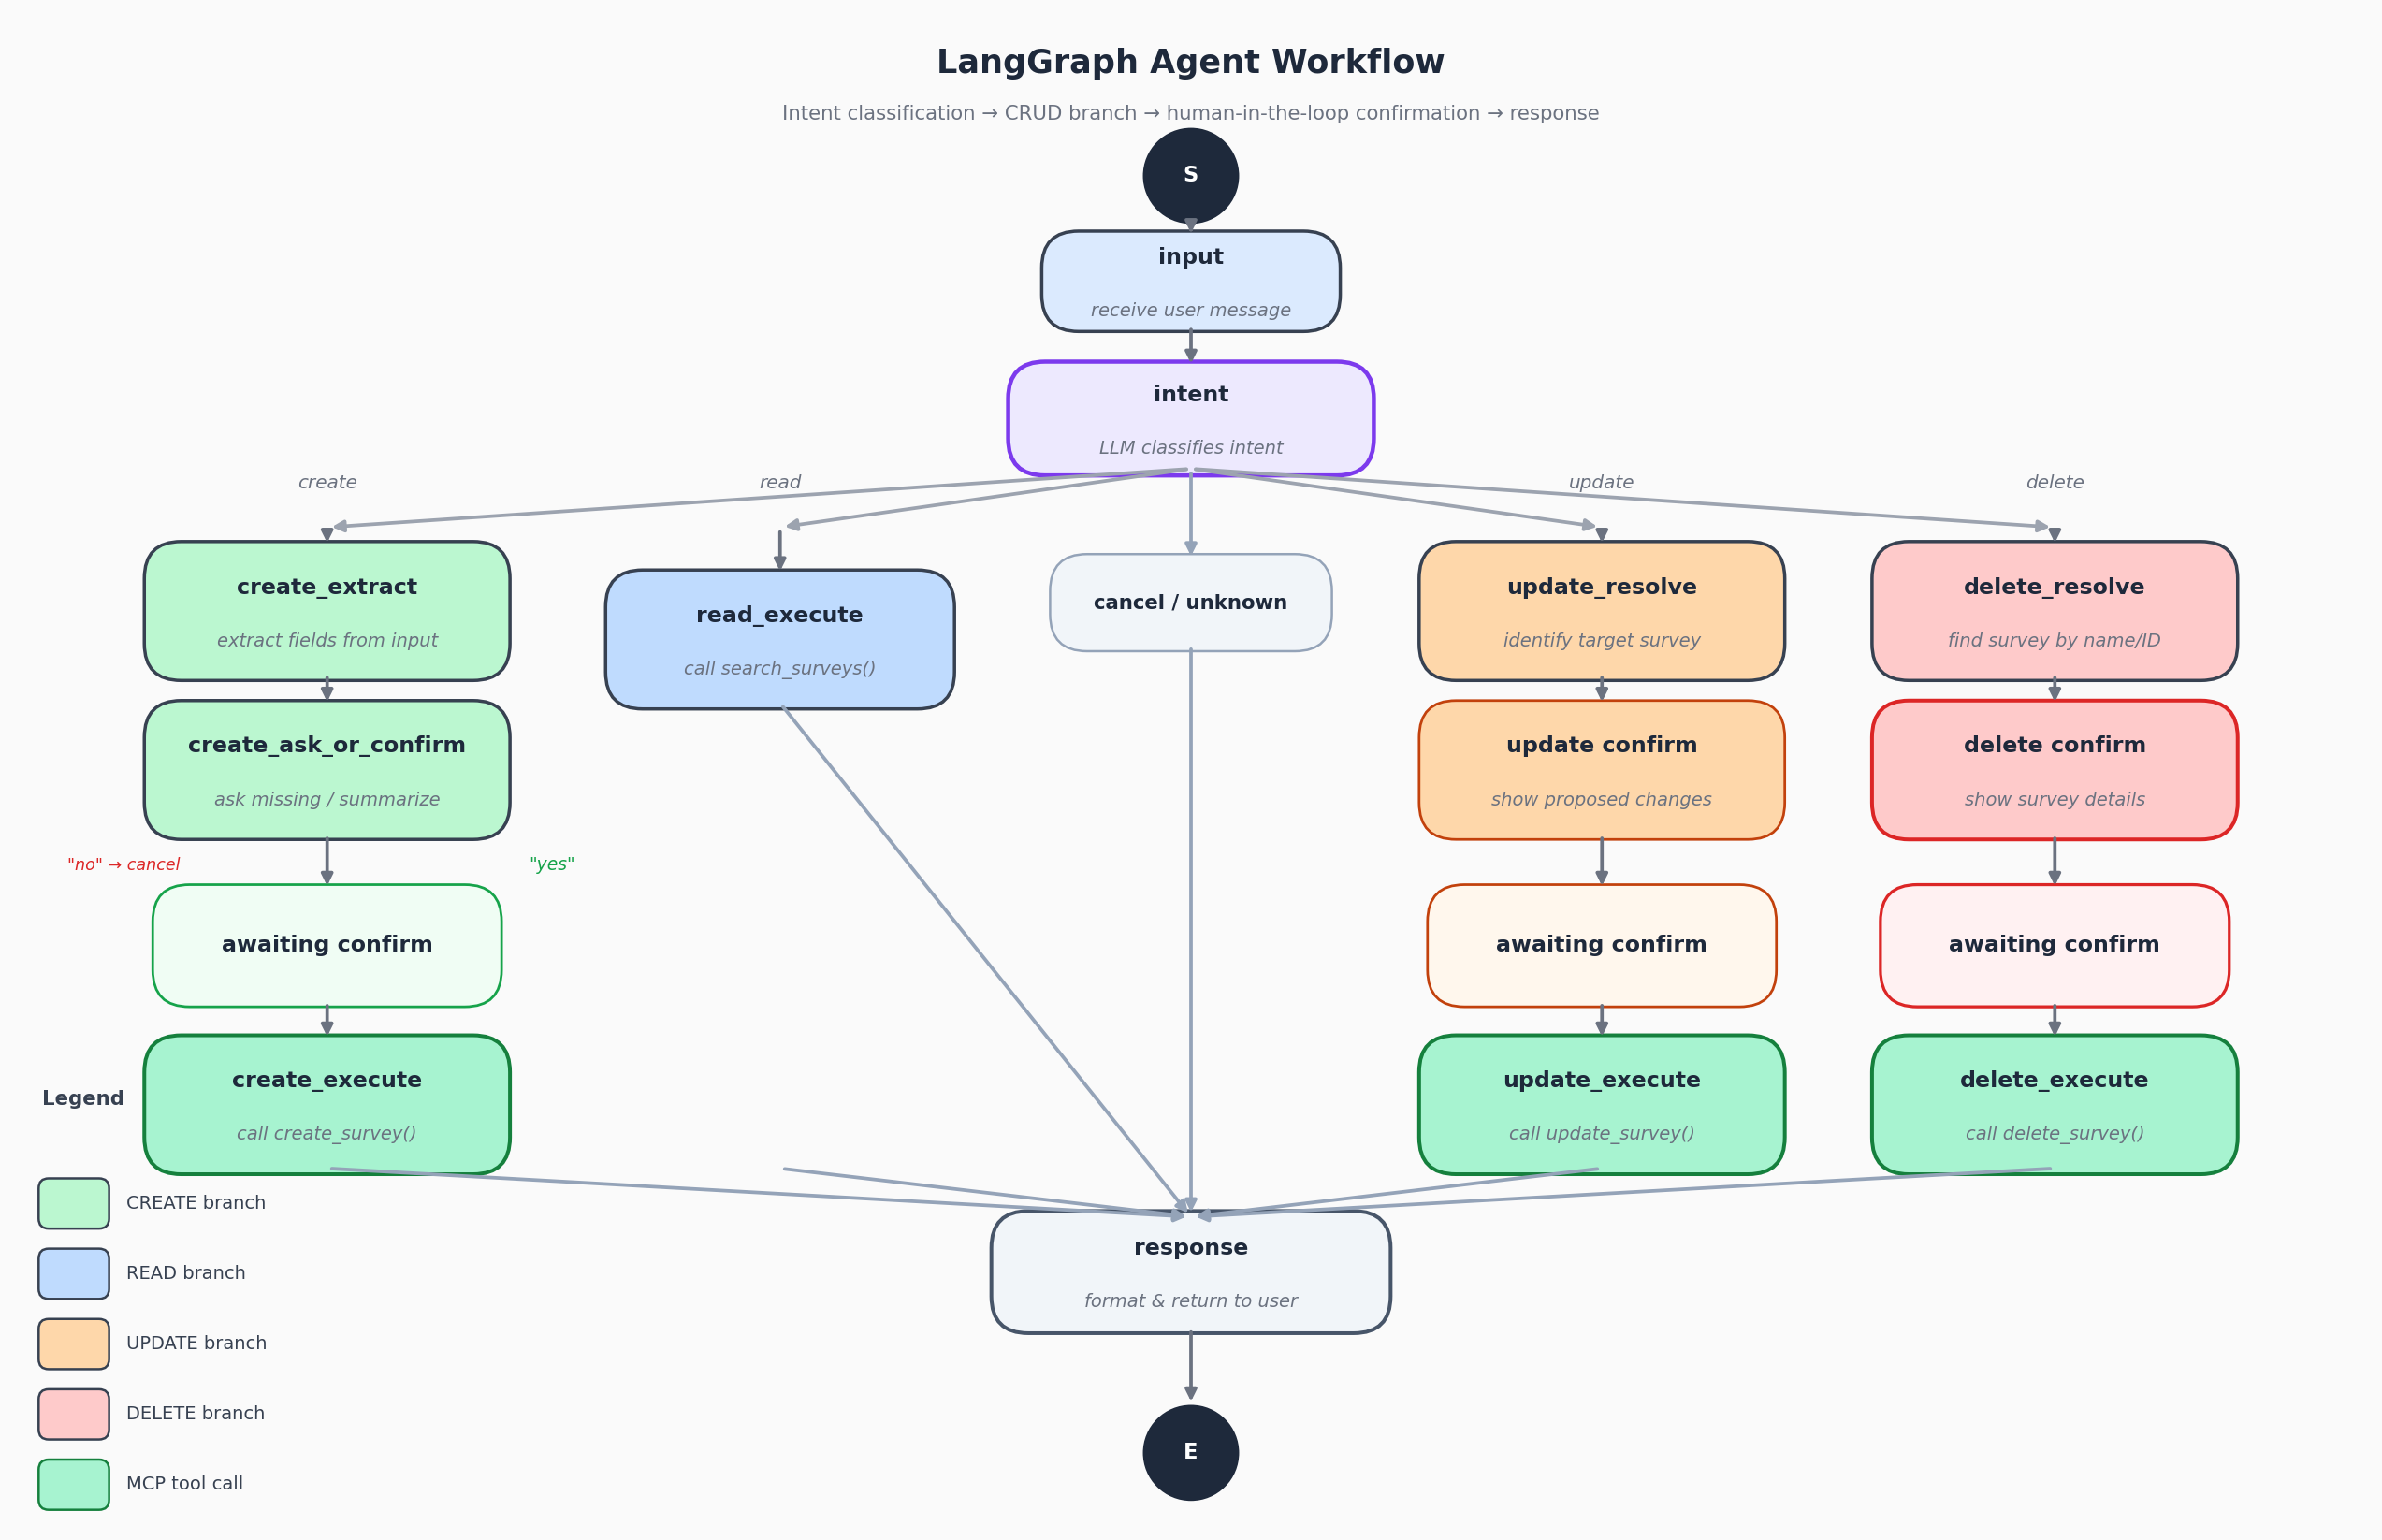 LangGraph Agent Workflow
Intent classification → CRUD branch → human-in-the-loop confirmation → response
S
input
receive user message
intent
LLM classifies intent
create
read
update
delete
create_extract
extract fields from input
read_execute
call search_surveys()
cancel / unknown
update_resolve
identify target survey
delete_resolve
find survey by name/ID
create_ask_or_confirm
ask missing / summarize
update confirm
show proposed changes
delete confirm
show survey details
"no" → cancel
"yes"
awaiting confirm
awaiting confirm
awaiting confirm
create_execute
call create_survey()
update_execute
call update_survey()
delete_execute
call delete_survey()
Legend
CREATE branch
READ branch
UPDATE branch
DELETE branch
MCP tool call
response
format & return to user
E